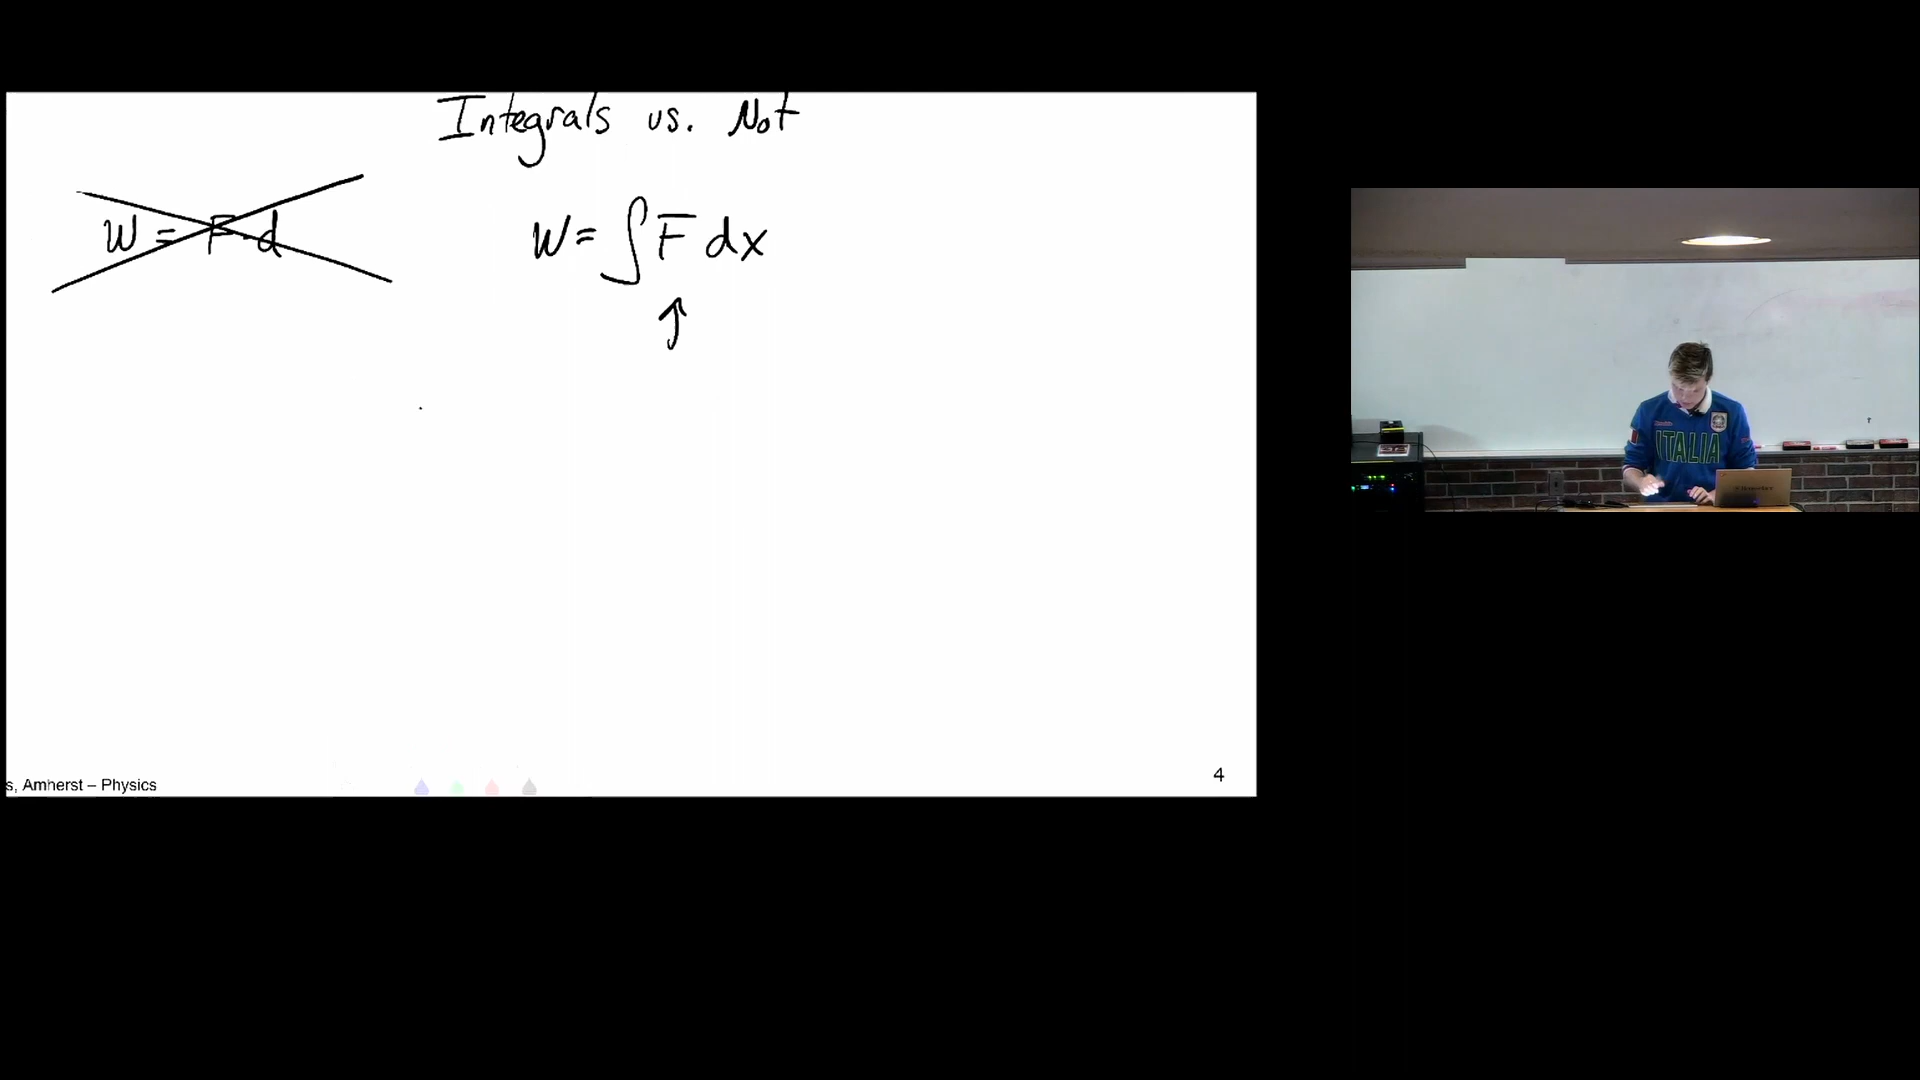 Integrals vs. Not
W = F · d
W = ∫ F dx
↑
s, Amherst – Physics
4
ITALIA